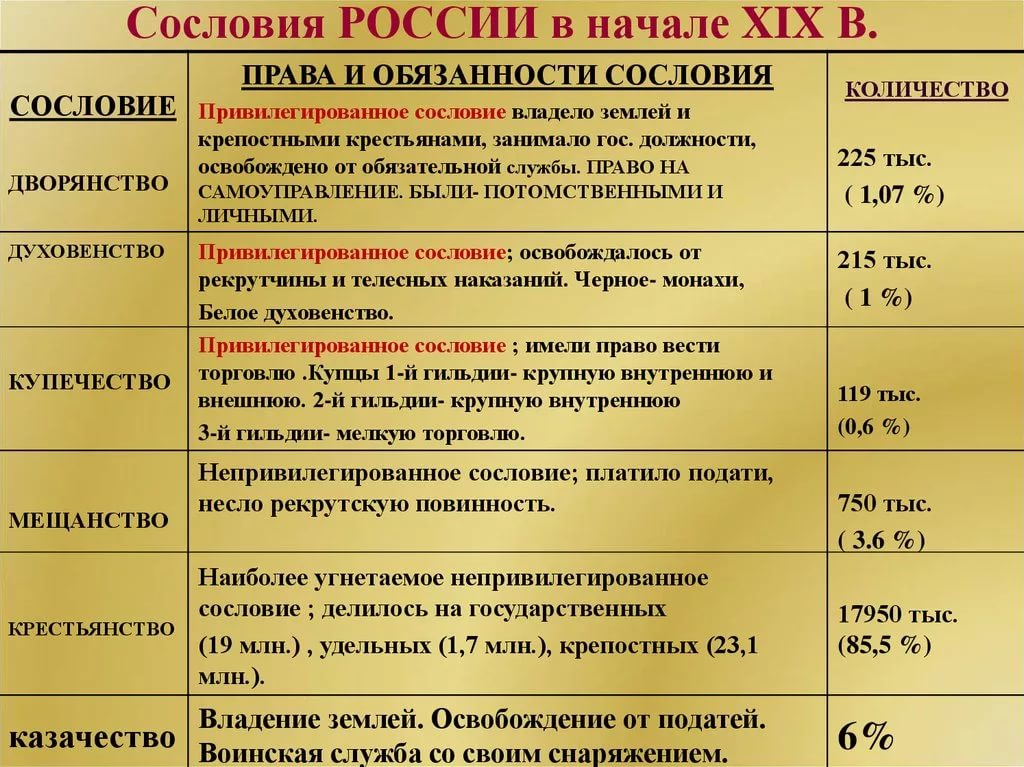 Сословия РОССИИ в начале XIX В.
СОСЛОВИЕ
ПРАВА И ОБЯЗАННОСТИ СОСЛОВИЯ
КОЛИЧЕСТВО
ДВОРЯНСТВО
Привилегированное сословие владело землей и
крепостными крестьянами, занимало гос. должности,
освобождено от обязательной службы. ПРАВО НА
САМОУПРАВЛЕНИЕ. БЫЛИ- ПОТОМСТВЕННЫМИ И
ЛИЧНЫМИ.
225 тыс.
( 1,07 %)
ДУХОВЕНСТВО
Привилегированное сословие; освобождалось от
рекрутчины и телесных наказаний. Черное- монахи,
Белое духовенство.
215 тыс.
( 1 %)
КУПЕЧЕСТВО
Привилегированное сословие ; имели право вести
торговлю .Купцы 1-й гильдии- крупную внутреннюю и
внешнюю. 2-й гильдии- крупную внутреннюю
3-й гильдии- мелкую торговлю.
119 тыс.
(0,6 %)
МЕЩАНСТВО
Непривилегированное сословие; платило подати,
несло рекрутскую повинность.
750 тыс.
( 3.6 %)
КРЕСТЬЯНСТВО
Наиболее угнетаемое непривилегированное
сословие ; делилось на государственных
(19 млн.) , удельных (1,7 млн.), крепостных (23,1
млн.).
17950 тыс.
(85,5 %)
казачество
Владение землей. Освобождение от податей.
Воинская служба со своим снаряжением.
6%